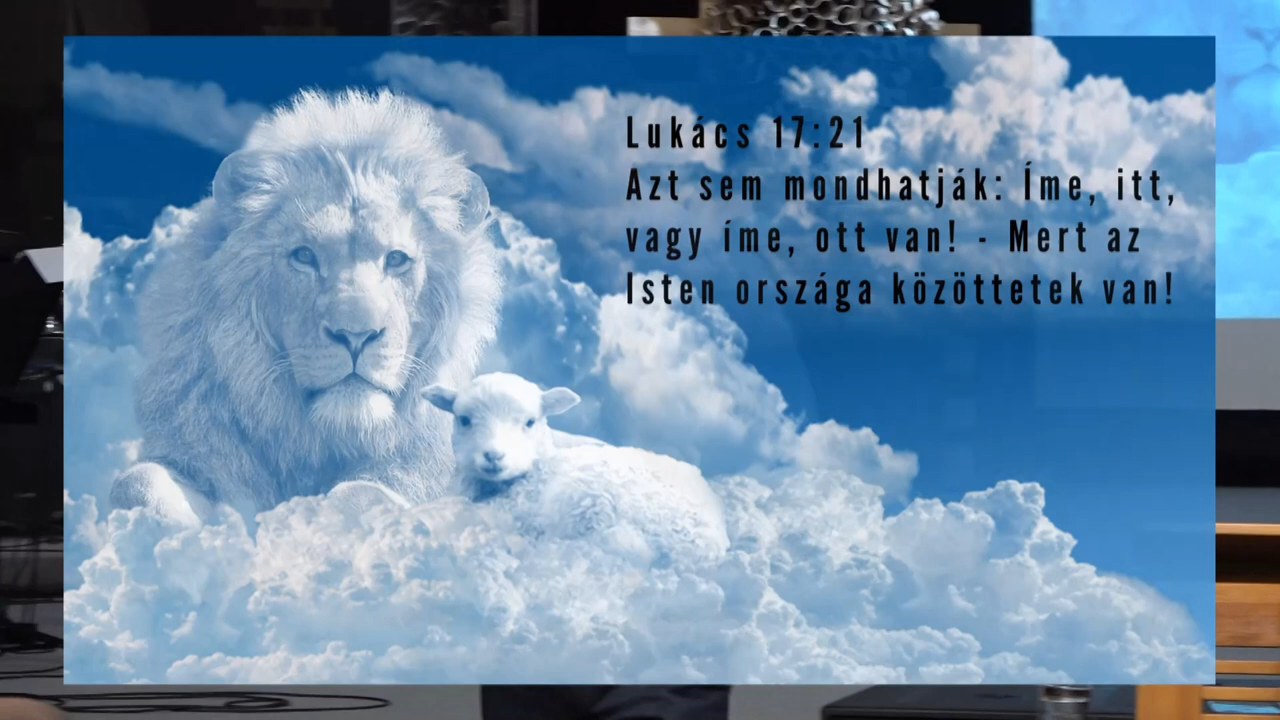 Lukács 17:21
Azt sem mondhatják: Íme, itt,
vagy íme, ott van! - Mert az
Isten országa közöttetek van!